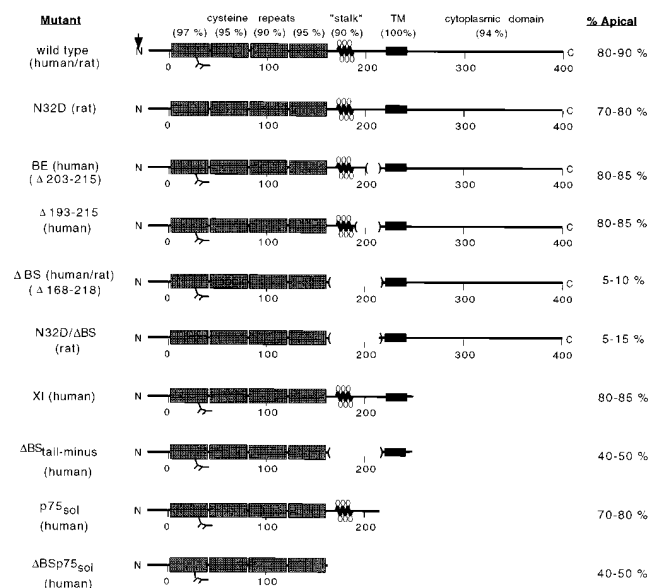 Mutant cysteine repeats "stalk" TM cytoplasmic domain % Apical
(97 %) (95 %) (90 %) (95 %) (90 %) (100%) (94 %)
wild type N C 80-90 %
(human/rat) 0 100 200 300 400
N32D (rat) N C 70-80 %
0 100 200 300 400
BE (human) N C 80-85 %
(Δ 203-215) 0 100 200 300 400
Δ 193-215 N C 80-85 %
(human) 0 100 200 300 400
ΔBS (human/rat) N C 5-10 %
(Δ 168-218) 0 100 200 300 400
N32D/ΔBS N C 5-15 %
(rat) 0 100 200 300 400
XI (human) N 80-85 %
0 100 200
ΔBS tail-minus N 40-50 %
(human) 0 100 200
p75sol N 70-80 %
(human) 0 100 200
ΔBSp75sol N 40-50 %
(human) 0 100